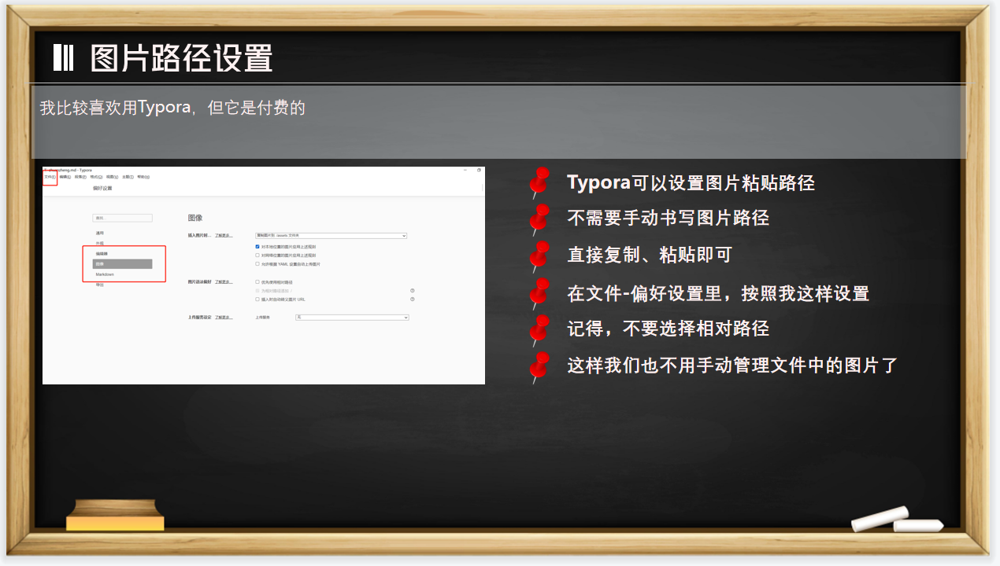 图片路径设置
我比较喜欢用Typora，但它是付费的
zhuosheng.md - Typora
文件(F) 编辑(E) 段落(P) 格式(O) 视图(V) 主题(T) 帮助(H)
偏好设置
查找...
通用
外观
编辑器
图像
Markdown
导出
图像
插入图片时... 了解更多...
复制图片到 ./assets 文件夹
对本地位置的图片应用上述规则
对网络位置的图片应用上述规则
允许根据 YAML 设置自动上传图片
图片语法偏好 了解更多...
优先使用相对路径
为相对路径添加 ./
插入时自动转义图片 URL
上传服务设定 了解更多...
上传服务
无
Typora可以设置图片粘贴路径
不需要手动书写图片路径
直接复制、粘贴即可
在文件-偏好设置里，按照我这样设置
记得，不要选择相对路径
这样我们也不用手动管理文件中的图片了